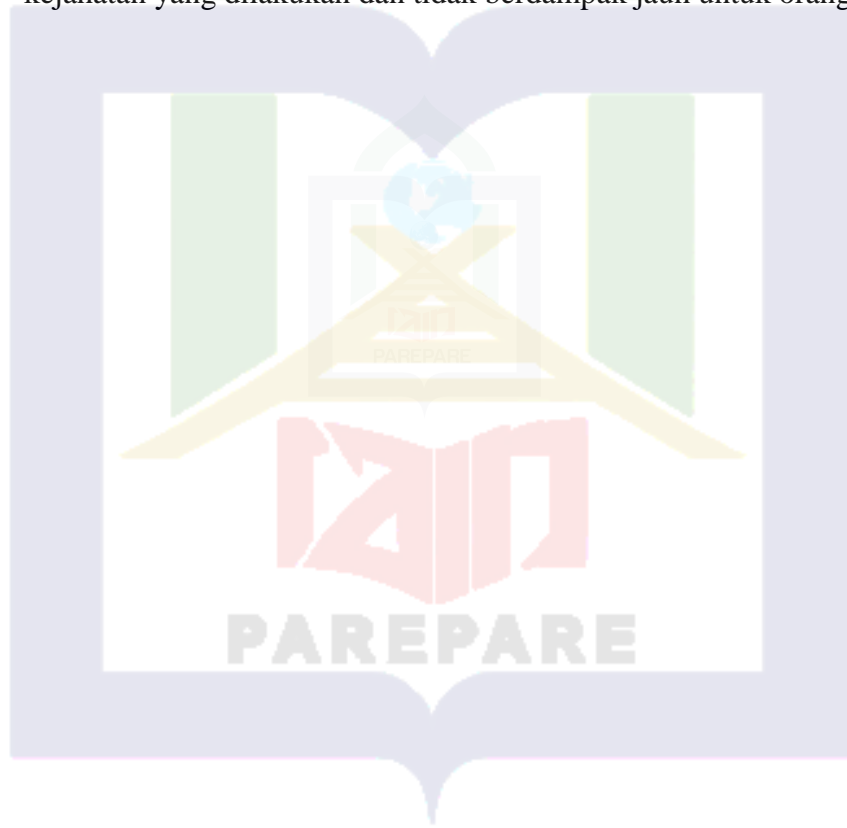 kejahatan yang dilakukan dan tidak berdampak jauh untuk orang
iain
PAREPARE
iain
PAREPARE